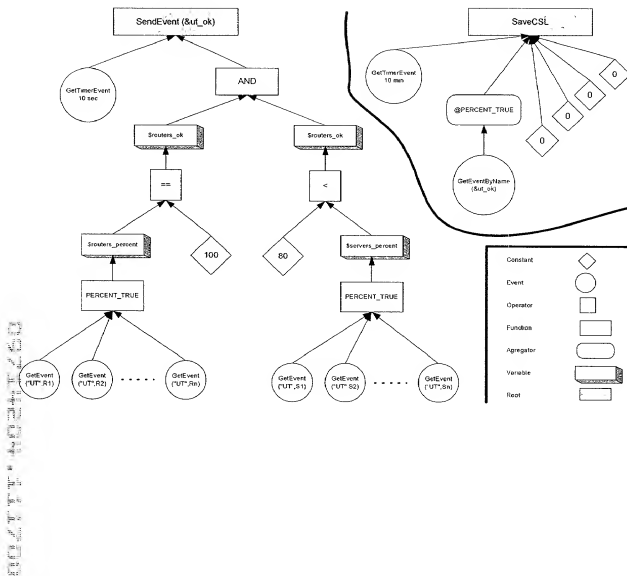 SendEvent (&ut_ok)
GetTimerEvent
10 sec
AND
$routers_ok
$routers_ok
==
<
$routers_percent
100
80
$servers_percent
PERCENT_TRUE
PERCENT_TRUE
GetEvent
("UT",R1)
GetEvent
("UT",R2)
GetEvent
("UT",Rn)
GetEvent
("UT",S1)
GetEvent
("UT",S2)
GetEvent
("UT",Sn)
SaveCSL
GetTimerEvent
10 min
@PERCENT_TRUE
0
0
0
0
GetEventByName
(&ut_ok)
Constant
Event
Operator
Function
Agregator
Variable
Root